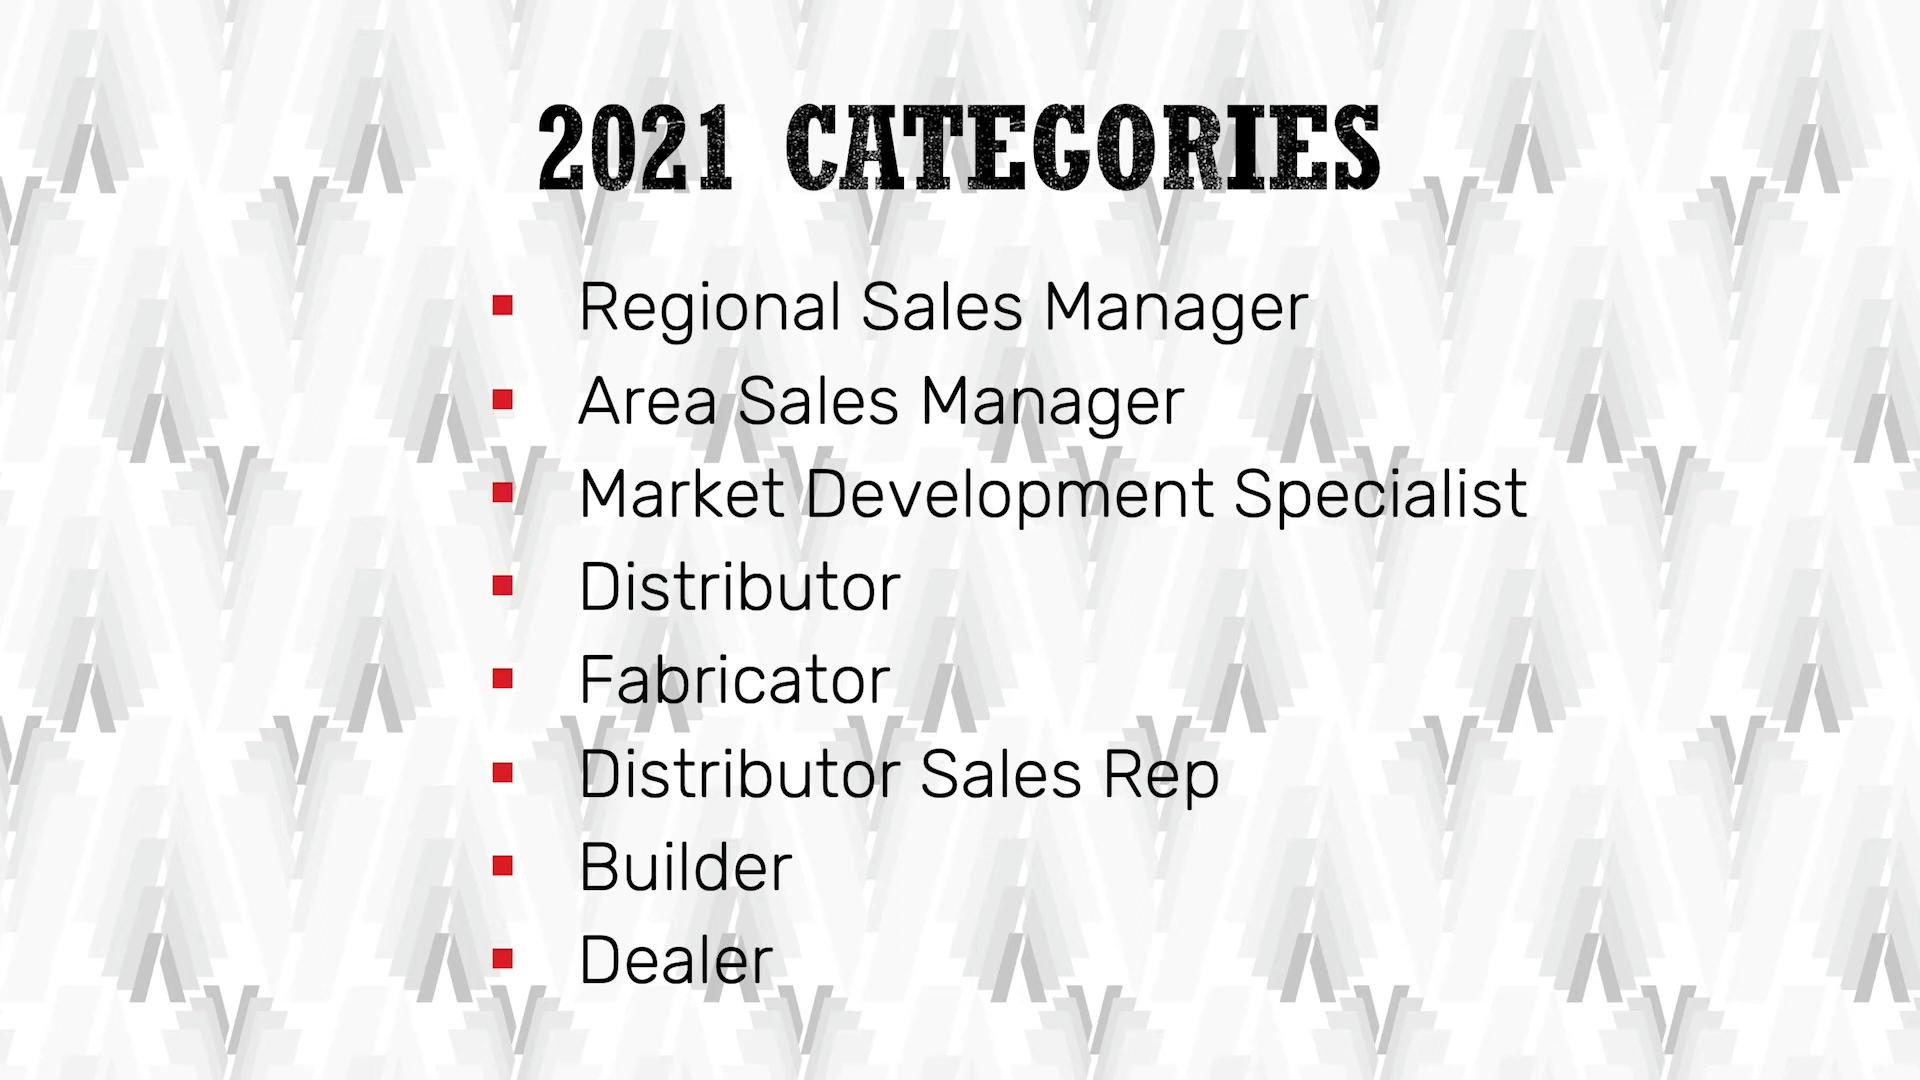 2021 CATEGORIES
Regional Sales Manager
Area Sales Manager
Market Development Specialist
Distributor
Fabricator
Distributor Sales Rep
Builder
Dealer